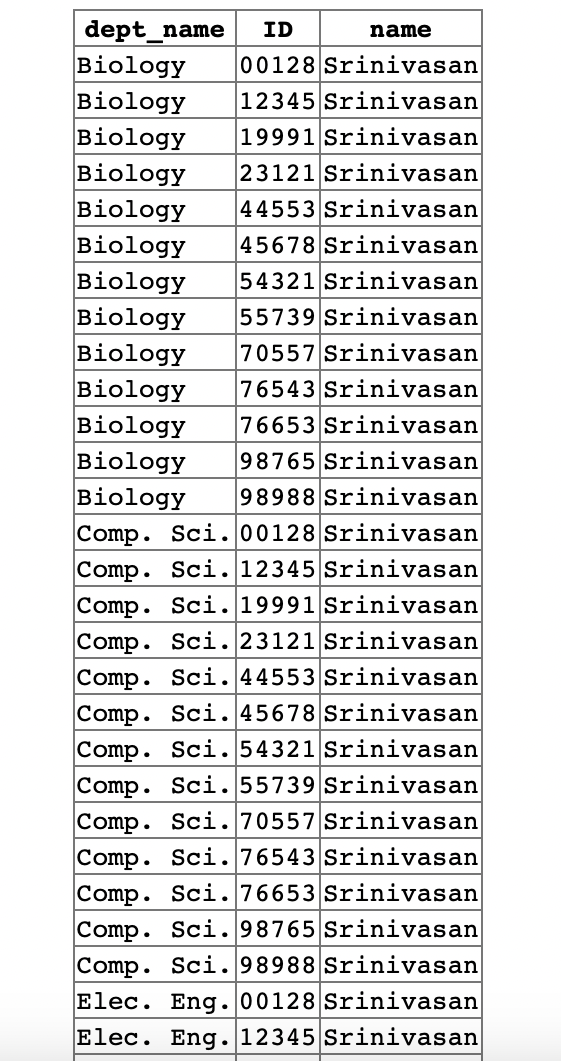 dept_name ID name
Biology 00128 Srinivasan
Biology 12345 Srinivasan
Biology 19991 Srinivasan
Biology 23121 Srinivasan
Biology 44553 Srinivasan
Biology 45678 Srinivasan
Biology 54321 Srinivasan
Biology 55739 Srinivasan
Biology 70557 Srinivasan
Biology 76543 Srinivasan
Biology 76653 Srinivasan
Biology 98765 Srinivasan
Biology 98988 Srinivasan
Comp. Sci. 00128 Srinivasan
Comp. Sci. 12345 Srinivasan
Comp. Sci. 19991 Srinivasan
Comp. Sci. 23121 Srinivasan
Comp. Sci. 44553 Srinivasan
Comp. Sci. 45678 Srinivasan
Comp. Sci. 54321 Srinivasan
Comp. Sci. 55739 Srinivasan
Comp. Sci. 70557 Srinivasan
Comp. Sci. 76543 Srinivasan
Comp. Sci. 76653 Srinivasan
Comp. Sci. 98765 Srinivasan
Comp. Sci. 98988 Srinivasan
Elec. Eng. 00128 Srinivasan
Elec. Eng. 12345 Srinivasan